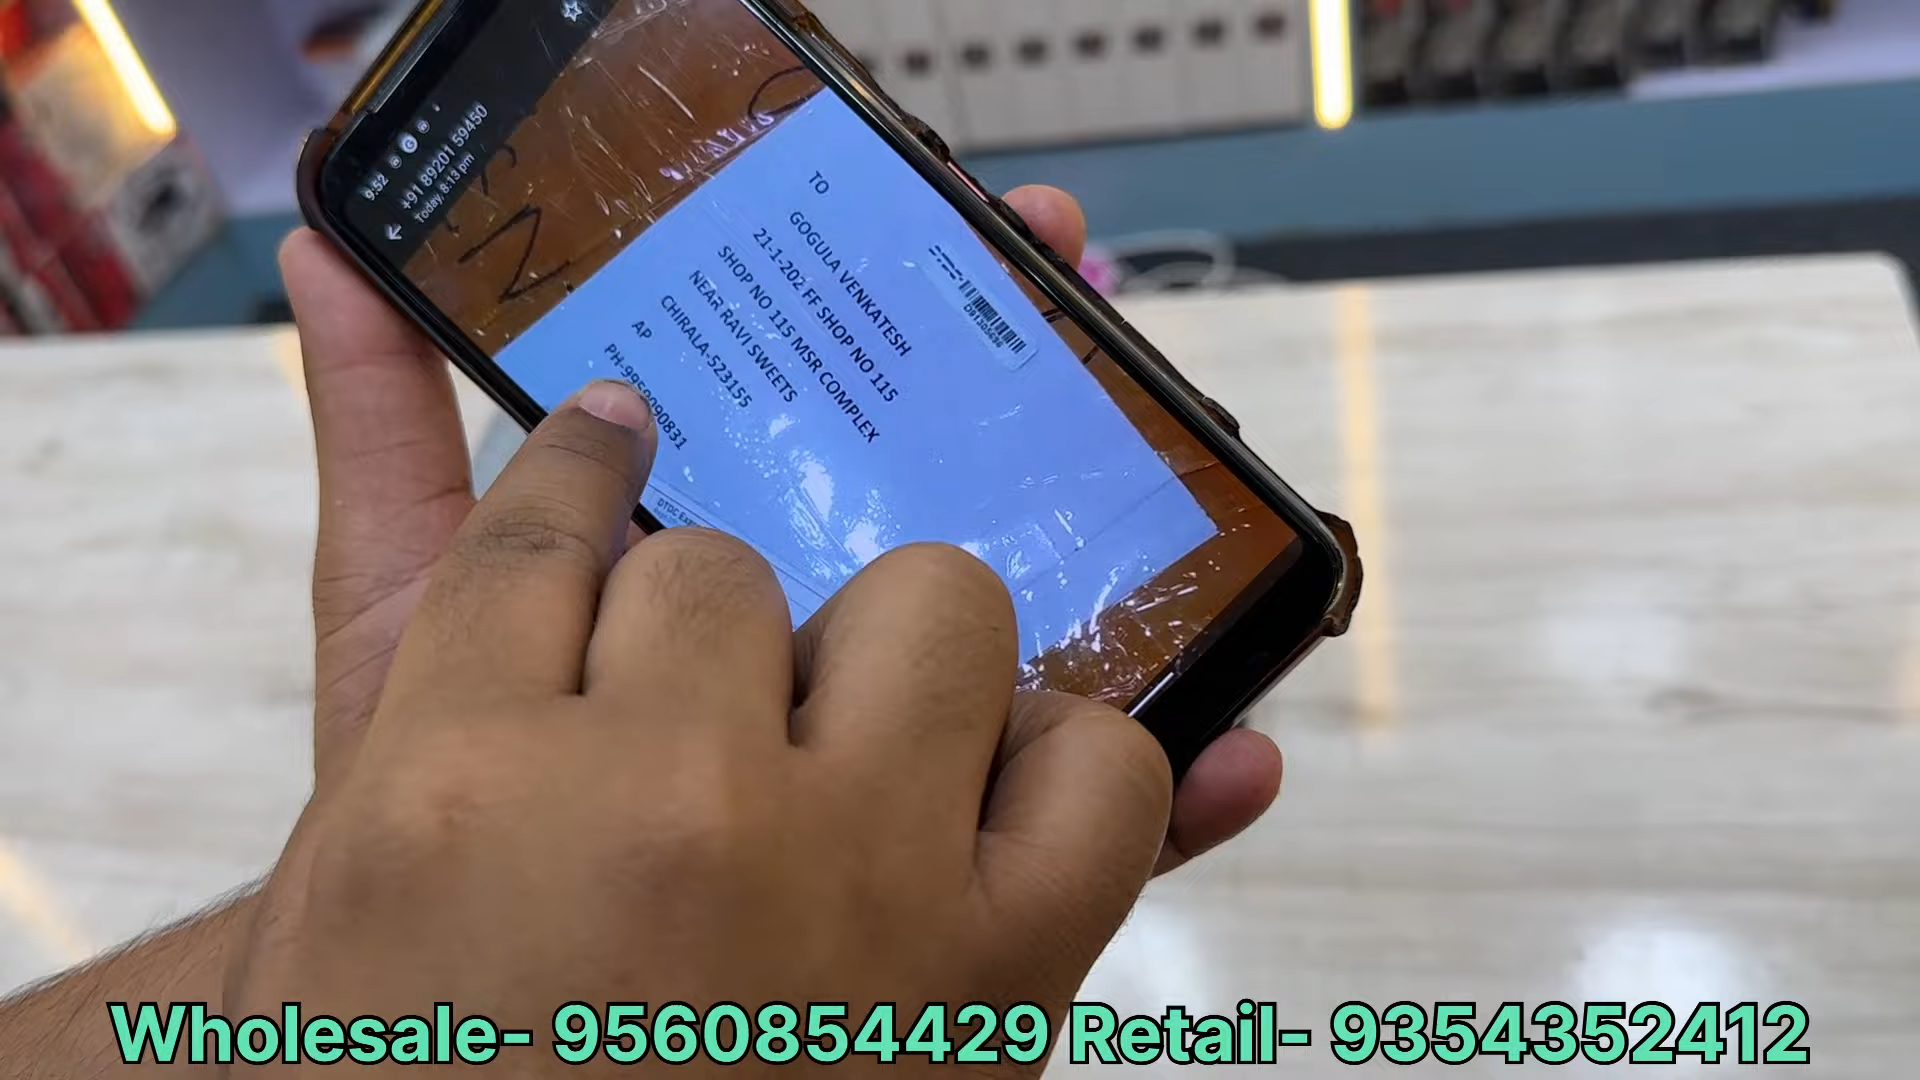 9:52
+91 89201 59450
Today, 8:13 pm
TO
GOGULA VENKATESH
21-1-202 FF SHOP NO 115
SHOP NO 115 MSR COMPLEX
NEAR RAVI SWEETS
CHIRALA-523155
AP
DTDC
Wholesale- 9560854429 Retail- 9354352412